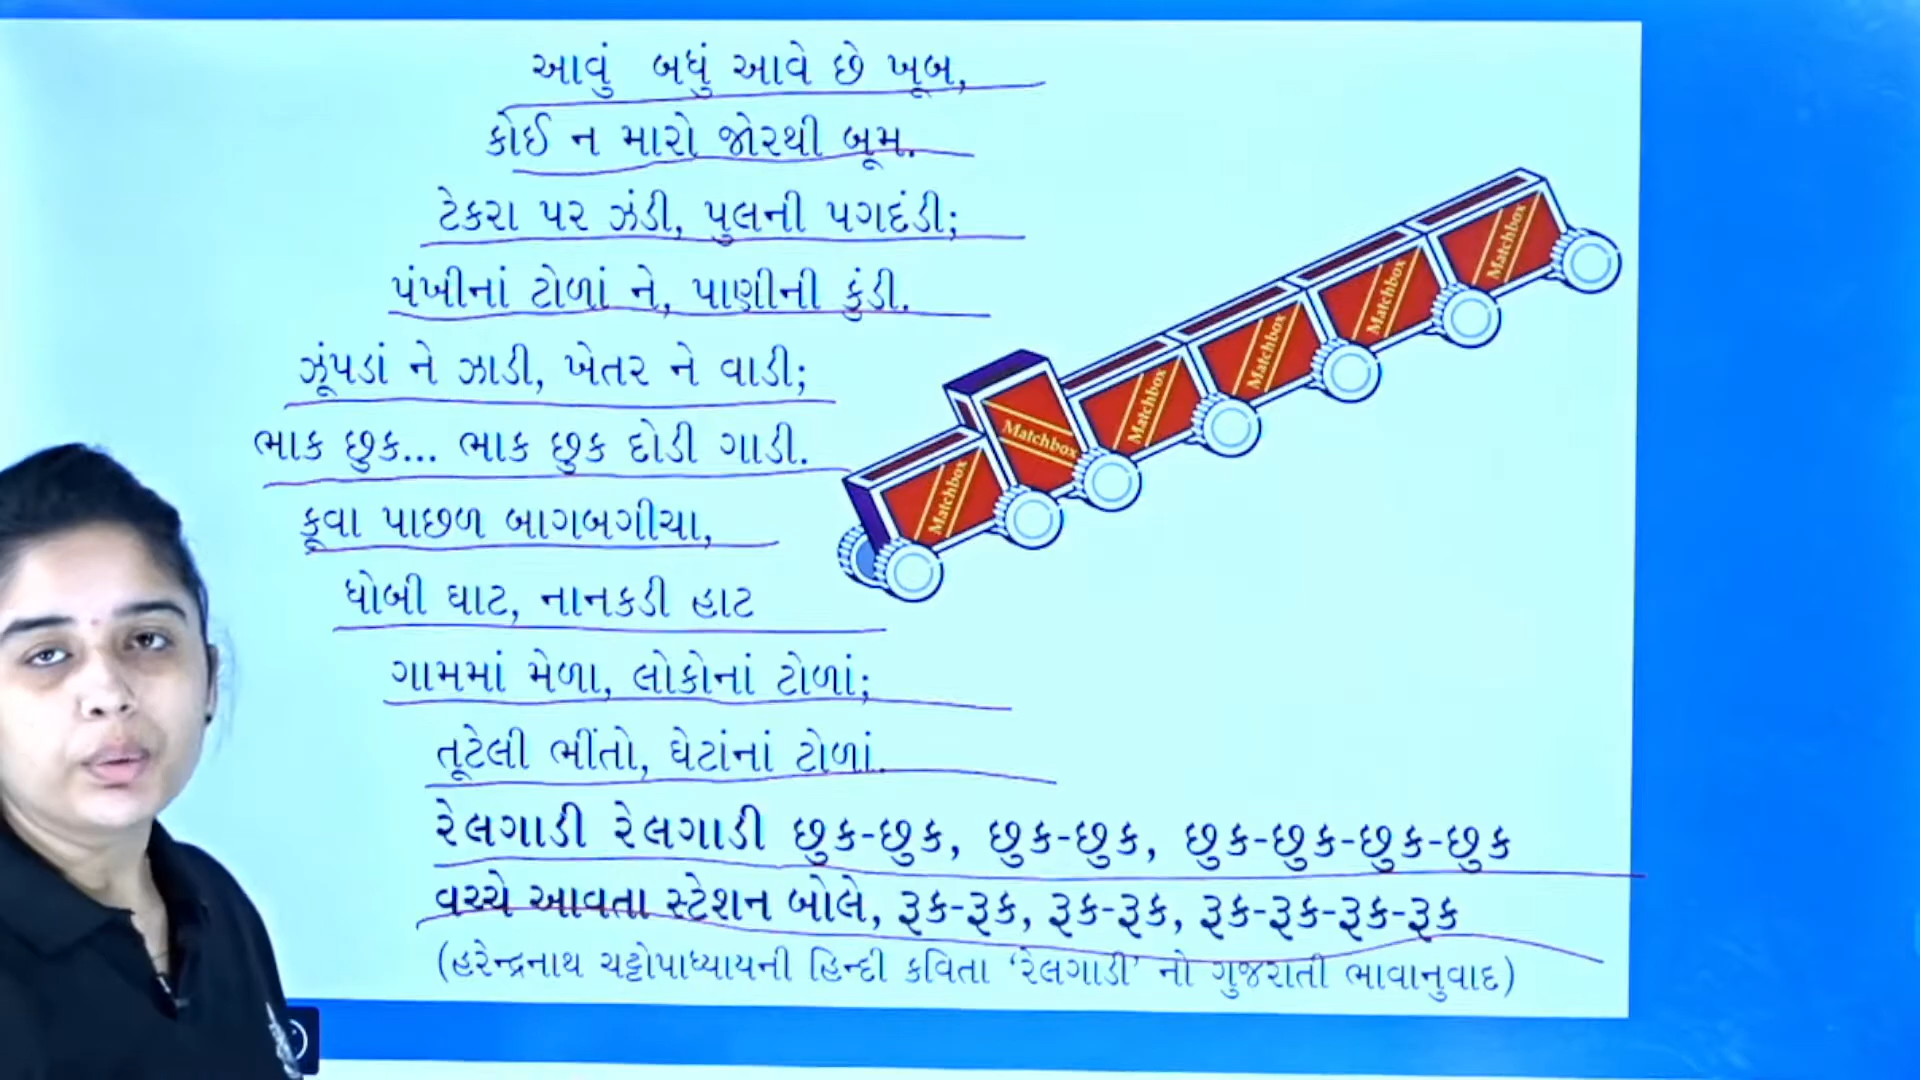 આવું બધું આવે છે ખૂબ,
કોઈ ન મારો જોરથી બૂમ.
ટેકરા પર ઝંડી, પુલની પગદંડી;
પંખીનાં ટોળાં ને, પાણીની કુંડી.
ઝૂંપડાં ને ઝાડી, ખેતર ને વાડી;
ભાક છુક... ભાક છુક દોડી ગાડી.
કૂવા પાછળ બાગબગીચા,
ધોબી ઘાટ, નાનકડી હાટ
ગામમાં મેળા, લોકોનાં ટોળાં;
તૂટેલી ભીંતો, ઘેટાંનાં ટોળાં.
રેલગાડી રેલગાડી છુક-છુક, છુક-છુક, છુક-છુક-છુક-છુક
વચ્ચે આવતા સ્ટેશન બોલે, રૂક-રૂક, રૂક-રૂક, રૂક-રૂક-રૂક-રૂક
(હરેન્દ્રનાથ ચટ્ટોપાધ્યાયની હિન્દી કવિતા ‘રેલગાડી’ નો ગુજરાતી ભાવાનુવાદ)
Matchbox
Matchbox
Matchbox
Matchbox
Matchbox
Matchbox
Matchbox